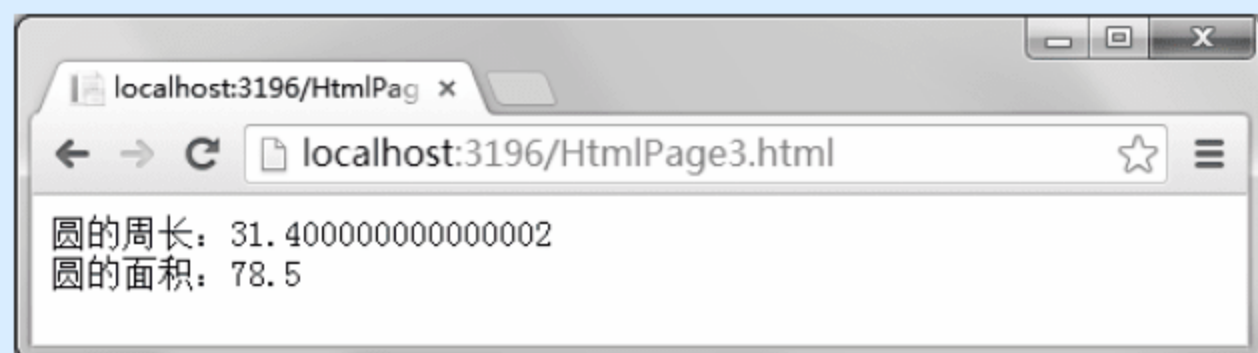 localhost:3196/HtmlPag
localhost:3196/HtmlPage3.html
圆的周长：31.400000000000002
圆的面积：78.5